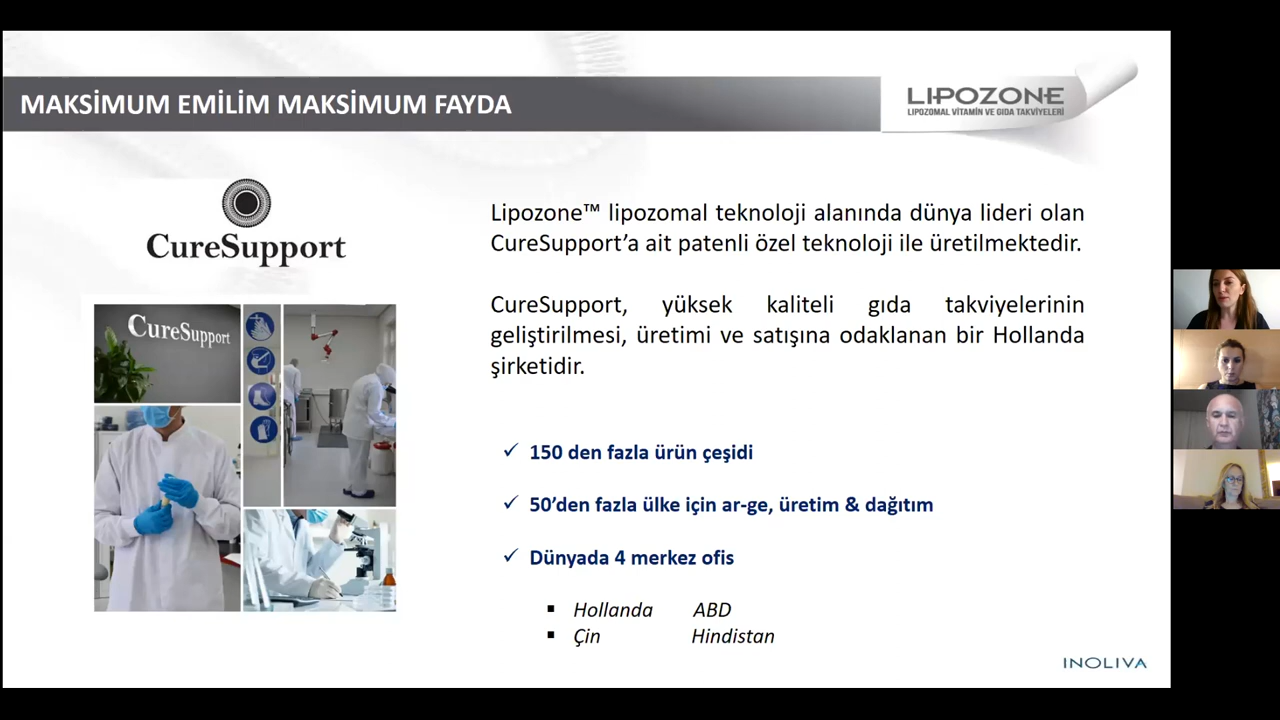 MAKSİMUM EMİLİM MAKSİMUM FAYDA
LIPOZONE
LIPOZOMAL VİTAMİN VE GIDA TAKVİYELERİ
CureSupport
CureSupport
Lipozone™ lipozomal teknoloji alanında dünya lideri olan
CureSupport’a ait patenli özel teknoloji ile üretilmektedir.
CureSupport, yüksek kaliteli gıda takviyelerinin
geliştirilmesi, üretimi ve satışına odaklanan bir Hollanda
şirketidir.
✓ 150 den fazla ürün çeşidi
✓ 50’den fazla ülke için ar-ge, üretim & dağıtım
✓ Dünyada 4 merkez ofis
▪ Hollanda ABD
▪ Çin Hindistan
INOLIVA